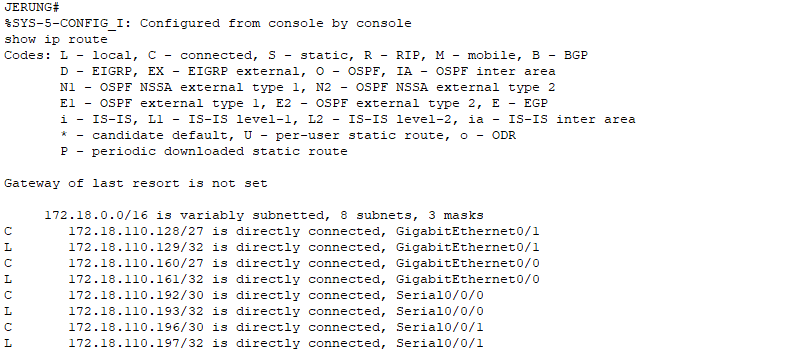 JERUNG#
%SYS-5-CONFIG_I: Configured from console by console
show ip route
Codes: L - local, C - connected, S - static, R - RIP, M - mobile, B - BGP
       D - EIGRP, EX - EIGRP external, O - OSPF, IA - OSPF inter area
       N1 - OSPF NSSA external type 1, N2 - OSPF NSSA external type 2
       E1 - OSPF external type 1, E2 - OSPF external type 2, E - EGP
       i - IS-IS, L1 - IS-IS level-1, L2 - IS-IS level-2, ia - IS-IS inter area
       * - candidate default, U - per-user static route, o - ODR
       P - periodic downloaded static route

Gateway of last resort is not set

     172.18.0.0/16 is variably subnetted, 8 subnets, 3 masks
C       172.18.110.128/27 is directly connected, GigabitEthernet0/1
L       172.18.110.129/32 is directly connected, GigabitEthernet0/1
C       172.18.110.160/27 is directly connected, GigabitEthernet0/0
L       172.18.110.161/32 is directly connected, GigabitEthernet0/0
C       172.18.110.192/30 is directly connected, Serial0/0/0
L       172.18.110.193/32 is directly connected, Serial0/0/0
C       172.18.110.196/30 is directly connected, Serial0/0/1
L       172.18.110.197/32 is directly connected, Serial0/0/1